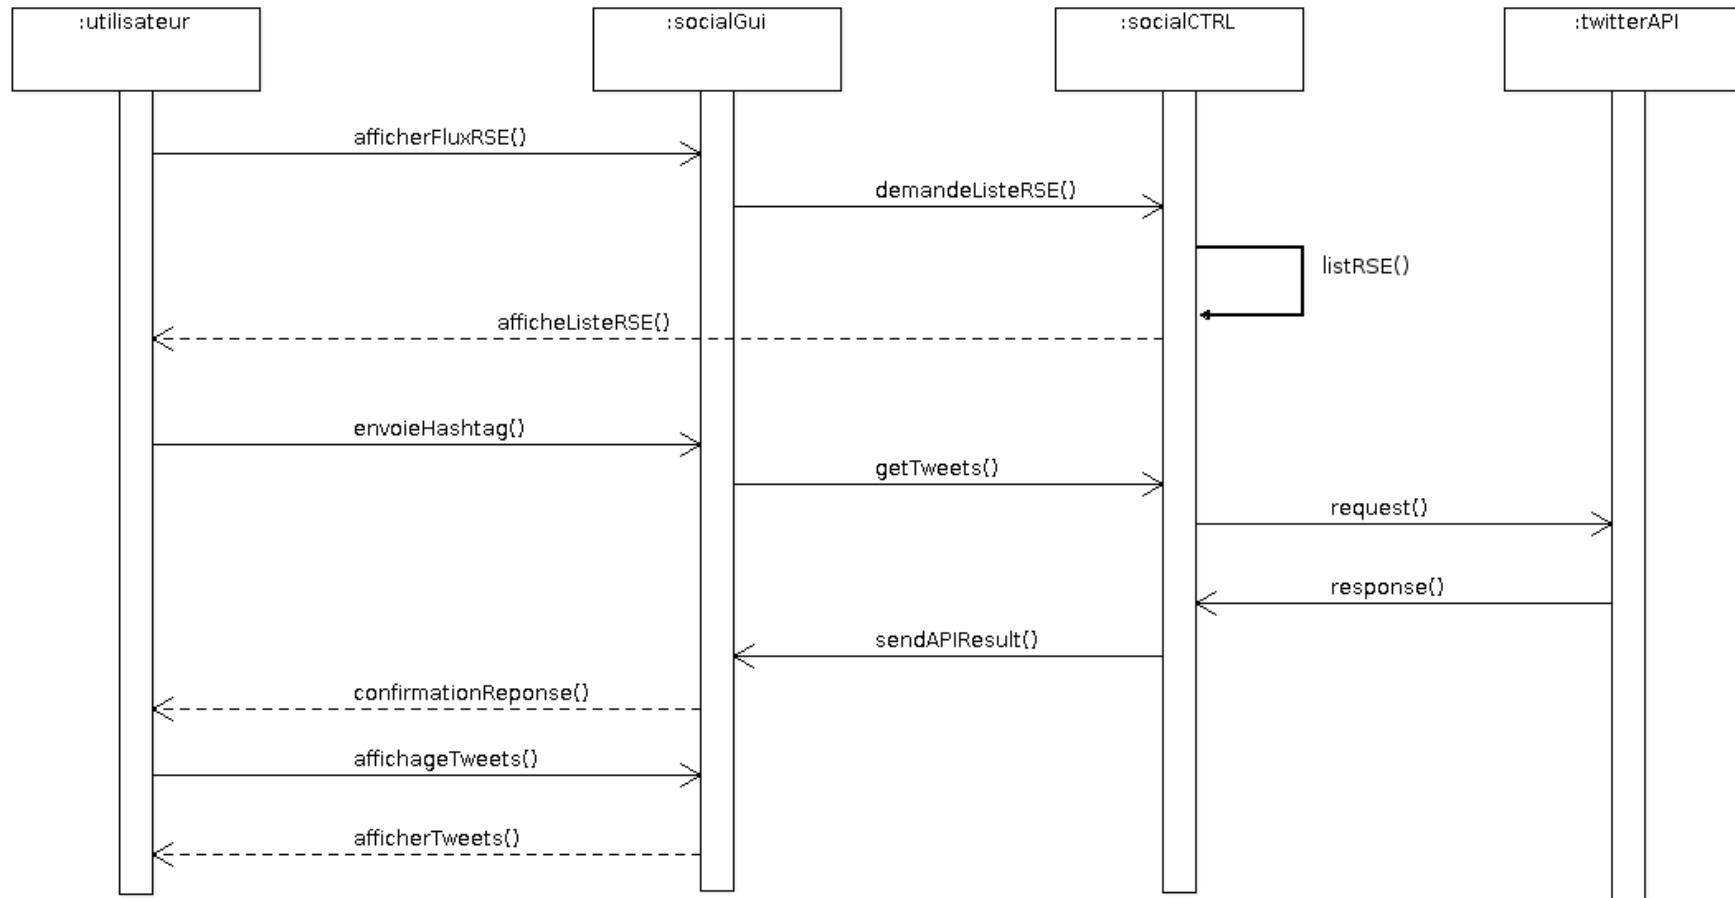 :utilisateur
:socialGui
:socialCTRL
:twitterAPI
afficherFluxRSE()
demandeListeRSE()
listRSE()
afficheListeRSE()
envoieHashtag()
getTweets()
request()
response()
sendAPIResult()
confirmationReponse()
affichageTweets()
afficherTweets()